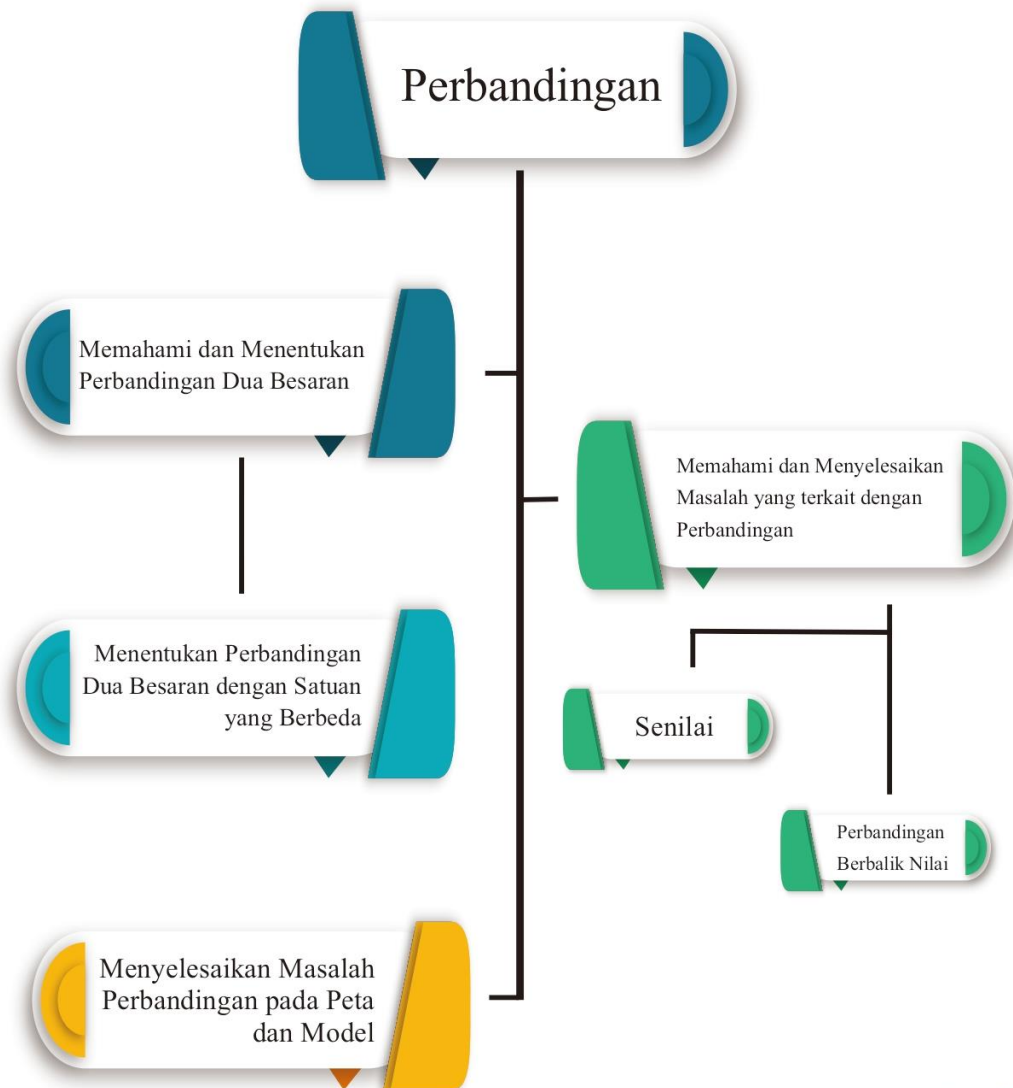 Perbandingan
Memahami dan Menentukan
Perbandingan Dua Besaran
Memahami dan Menyelesaikan
Masalah yang terkait dengan
Perbandingan
Menentukan Perbandingan
Dua Besaran dengan Satuan
yang Berbeda
Senilai
Perbandingan
Berbalik Nilai
Menyelesaikan Masalah
Perbandingan pada Peta
dan Model